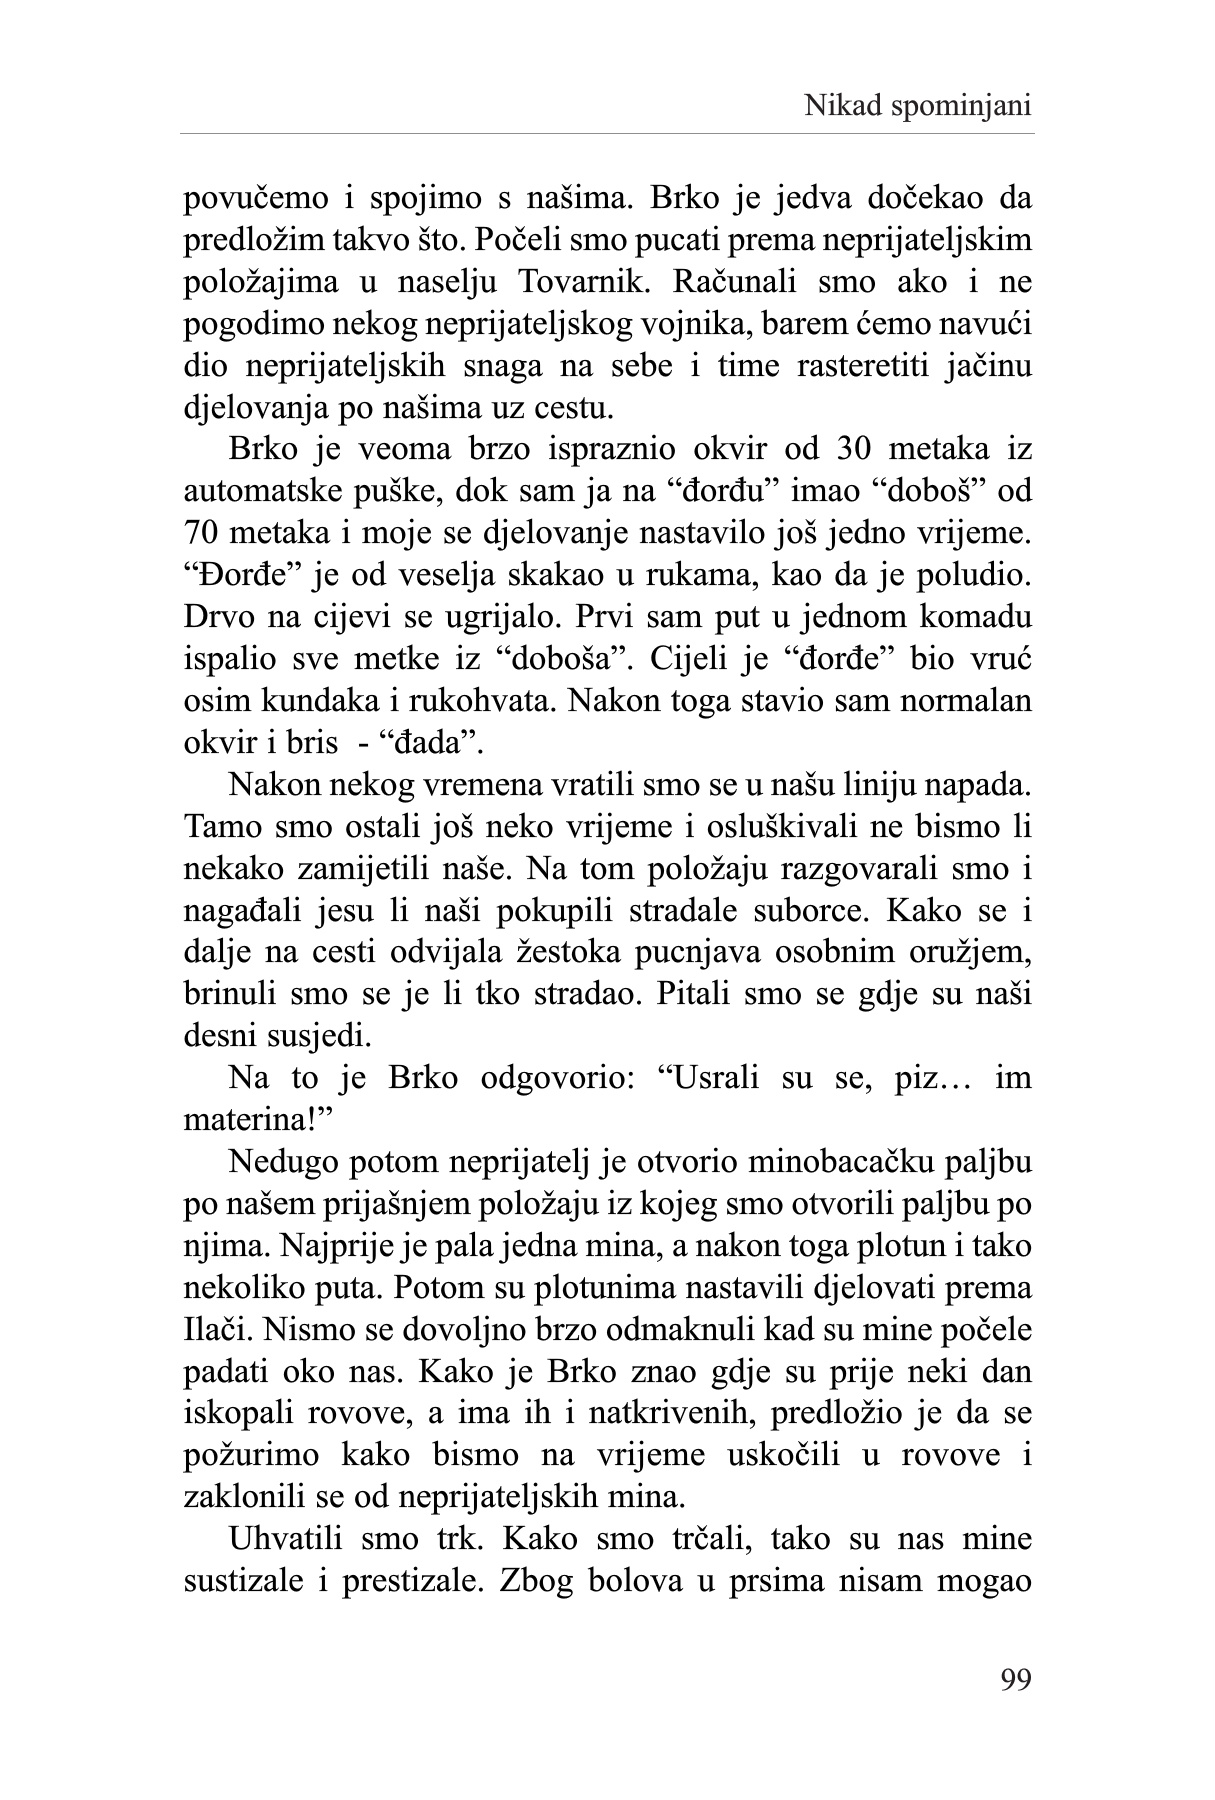 Nikad spominjani
povučemo i spojimo s našima. Brko je jedva dočekao da
predložim takvo što. Počeli smo pucati prema neprijateljskim
položajima u naselju Tovarnik. Računali smo ako i ne
pogodimo nekog neprijateljskog vojnika, barem ćemo navući
dio neprijateljskih snaga na sebe i time rasteretiti jačinu
djelovanja po našima uz cestu.
Brko je veoma brzo ispraznio okvir od 30 metaka iz
automatske puške, dok sam ja na “đorđu” imao “doboš” od
70 metaka i moje se djelovanje nastavilo još jedno vrijeme.
“Đorđe” je od veselja skakao u rukama, kao da je poludio.
Drvo na cijevi se ugrijalo. Prvi sam put u jednom komadu
ispalio sve metke iz “doboša”. Cijeli je “đorđe” bio vruć
osim kundaka i rukohvata. Nakon toga stavio sam normalan
okvir i bris  - “đada”.
Nakon nekog vremena vratili smo se u našu liniju napada.
Tamo smo ostali još neko vrijeme i osluškivali ne bismo li
nekako zamijetili naše. Na tom položaju razgovarali smo i
nagađali jesu li naši pokupili stradale suborce. Kako se i
dalje na cesti odvijala žestoka pucnjava osobnim oružjem,
brinuli smo se je li tko stradao. Pitali smo se gdje su naši
desni susjedi.
Na to je Brko odgovorio: “Usrali su se, piz… im
materina!”
Nedugo potom neprijatelj je otvorio minobacačku paljbu
po našem prijašnjem položaju iz kojeg smo otvorili paljbu po
njima. Najprije je pala jedna mina, a nakon toga plotun i tako
nekoliko puta. Potom su plotunima nastavili djelovati prema
Ilači. Nismo se dovoljno brzo odmaknuli kad su mine počele
padati oko nas. Kako je Brko znao gdje su prije neki dan
iskopali rovove, a ima ih i natkrivenih, predložio je da se
požurimo kako bismo na vrijeme uskočili u rovove i
zaklonili se od neprijateljskih mina.
Uhvatili smo trk. Kako smo trčali, tako su nas mine
sustizale i prestizale. Zbog bolova u prsima nisam mogao
99